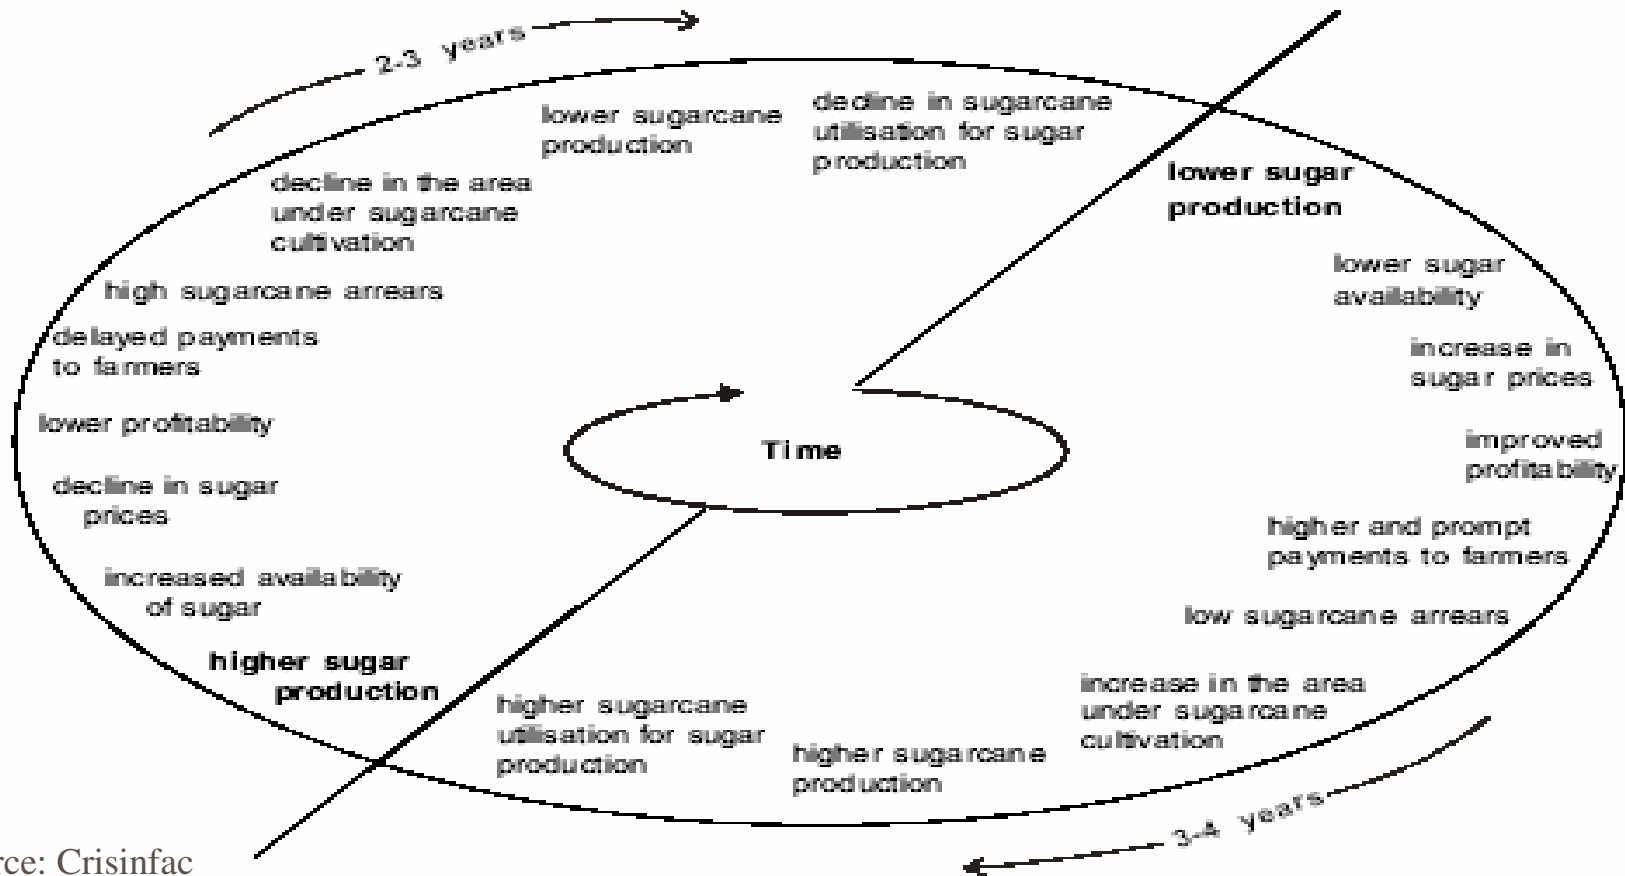 2-3 years
lower sugarcane
production
decline in sugarcane
utilisation for sugar
production
lower sugar
production
lower sugar
availability
increase in
sugar prices
improved
profitability
higher and prompt
payments to farmers
low sugarcane arrears
increase in the area
under sugarcane
cultivation
3-4 years
higher sugarcane
production
higher sugarcane
utilisation for sugar
production
higher sugar
production
increased availability
of sugar
decline in sugar
prices
lower profitability
delayed payments
to farmers
high sugarcane arrears
decline in the area
under sugarcane
cultivation
Time
rce: Crisinfac